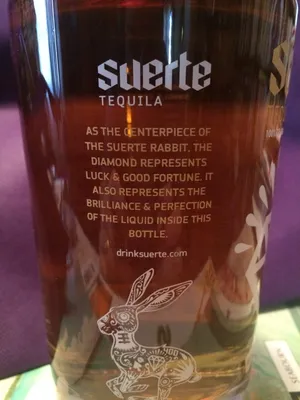 suerte
TEQUILA
AS THE CENTERPIECE OF
THE SUERTE RABBIT, THE
DIAMOND REPRESENTS
LUCK & GOOD FORTUNE. IT
ALSO REPRESENTS THE
BRILLIANCE & PERFECTION
OF THE LIQUID INSIDE THIS
BOTTLE.
drinksuerte.com